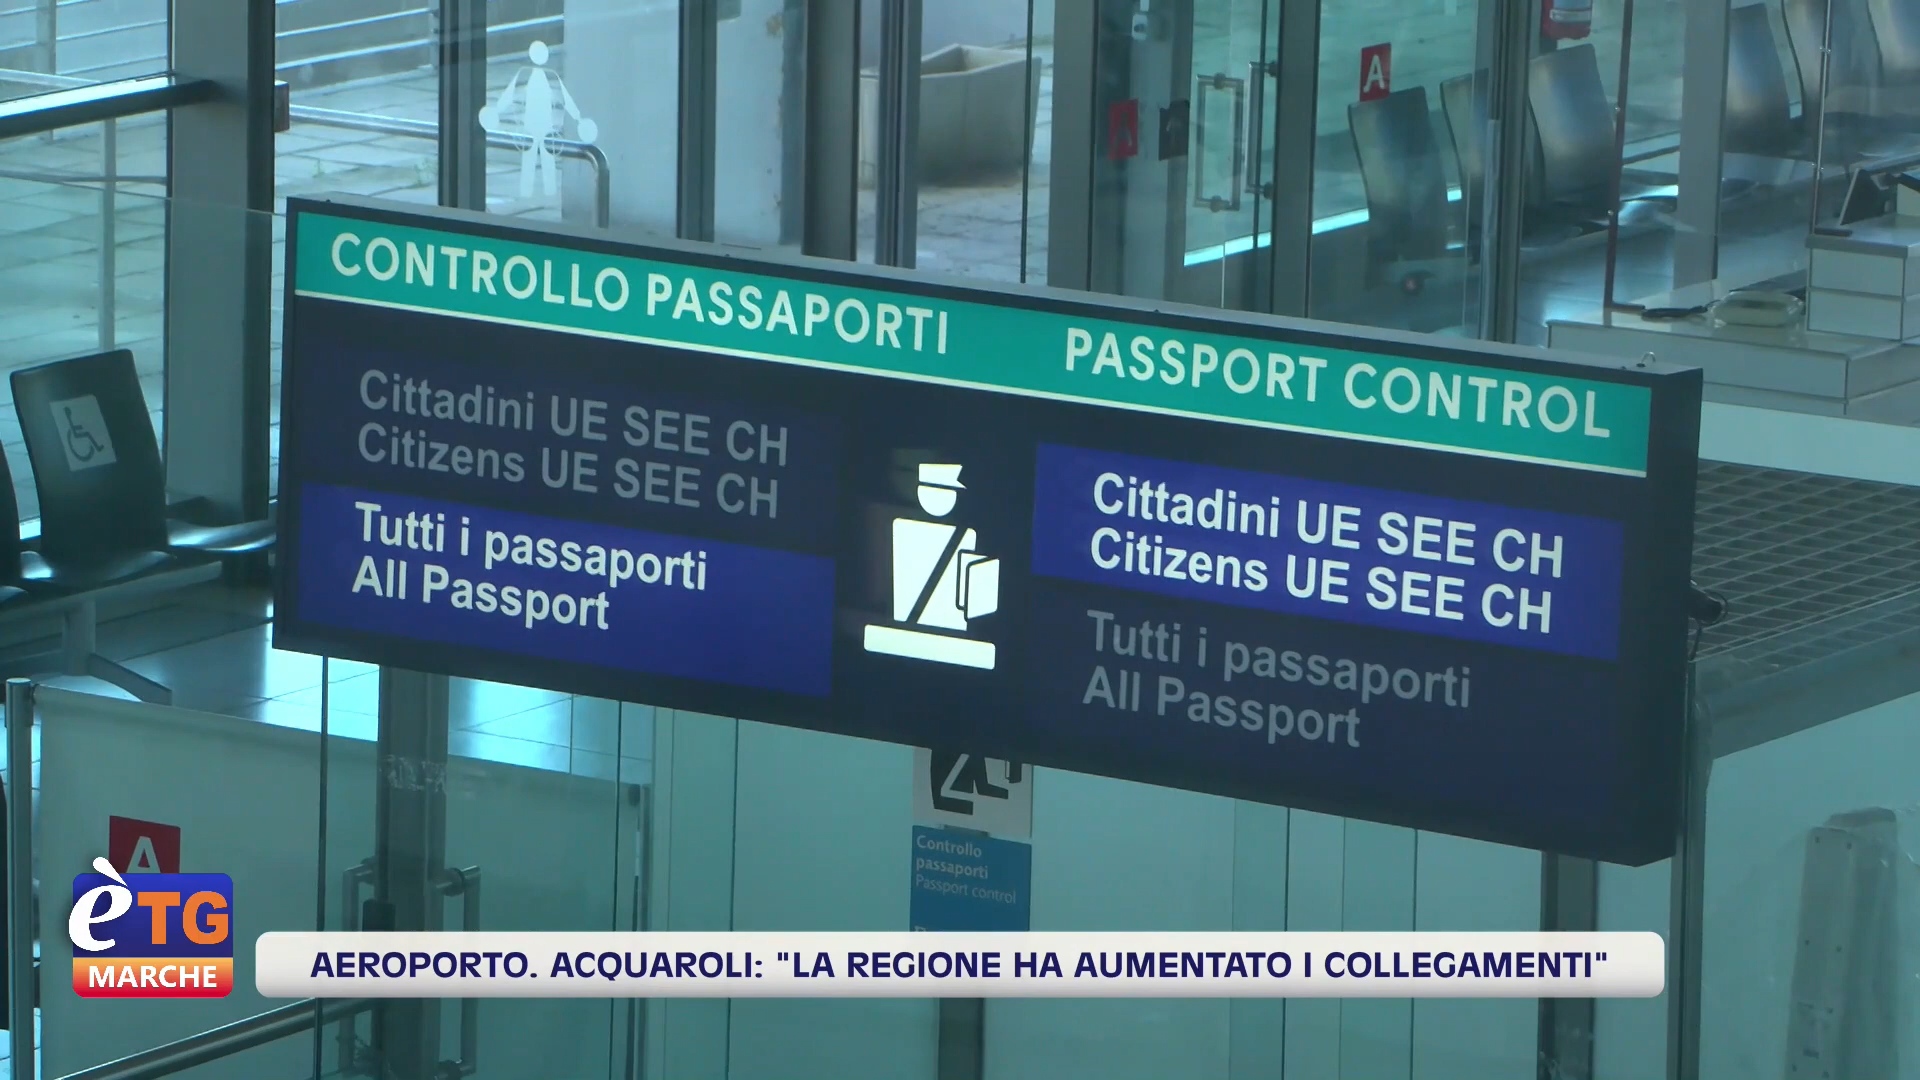 A
A
CONTROLLO PASSAPORTI
PASSPORT CONTROL
Cittadini UE SEE CH
Citizens UE SEE CH
Tutti i passaporti
All Passport
Cittadini UE SEE CH
Citizens UE SEE CH
Tutti i passaporti
All Passport
Controllo
passaporti
Passport control
A
èTG
MARCHE
AEROPORTO. ACQUAROLI: "LA REGIONE HA AUMENTATO I COLLEGAMENTI"